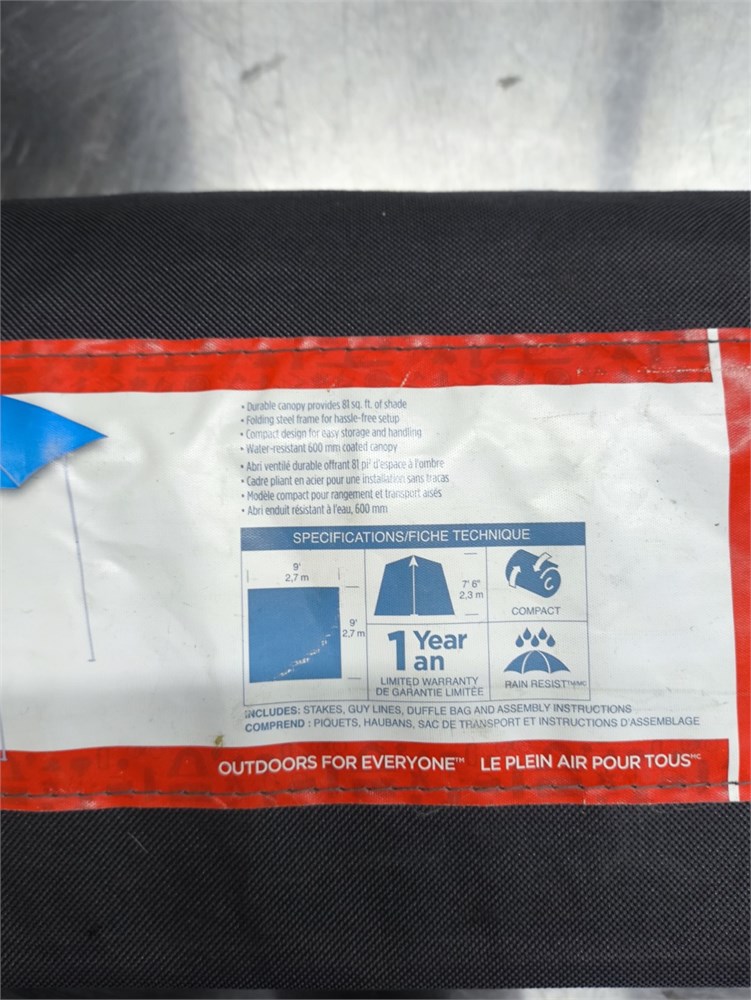 • Durable canopy provides 81 sq. ft. of shade
• Folding steel frame for hassle-free setup
• Compact design for easy storage and handling
• Water-resistant 600 mm coated canopy
• Abri ventilé durable offrant 81 pi² d'espace à l'ombre
• Cadre pliant en acier pour une installation sans tracas
• Modèle compact pour rangement et transport aisés
• Abri enduit résistant à l'eau, 600 mm
SPECIFICATIONS/FICHE TECHNIQUE
9'
2,7 m
9'
2,7 m
7' 6"
2,3 m
COMPACT
1 Year
an
LIMITED WARRANTY
DE GARANTIE LIMITÉE
RAIN RESIST™/MC
INCLUDES: STAKES, GUY LINES, DUFFLE BAG AND ASSEMBLY INSTRUCTIONS
COMPREND : PIQUETS, HAUBANS, SAC DE TRANSPORT ET INSTRUCTIONS D'ASSEMBLAGE
OUTDOORS FOR EVERYONE™ LE PLEIN AIR POUR TOUS